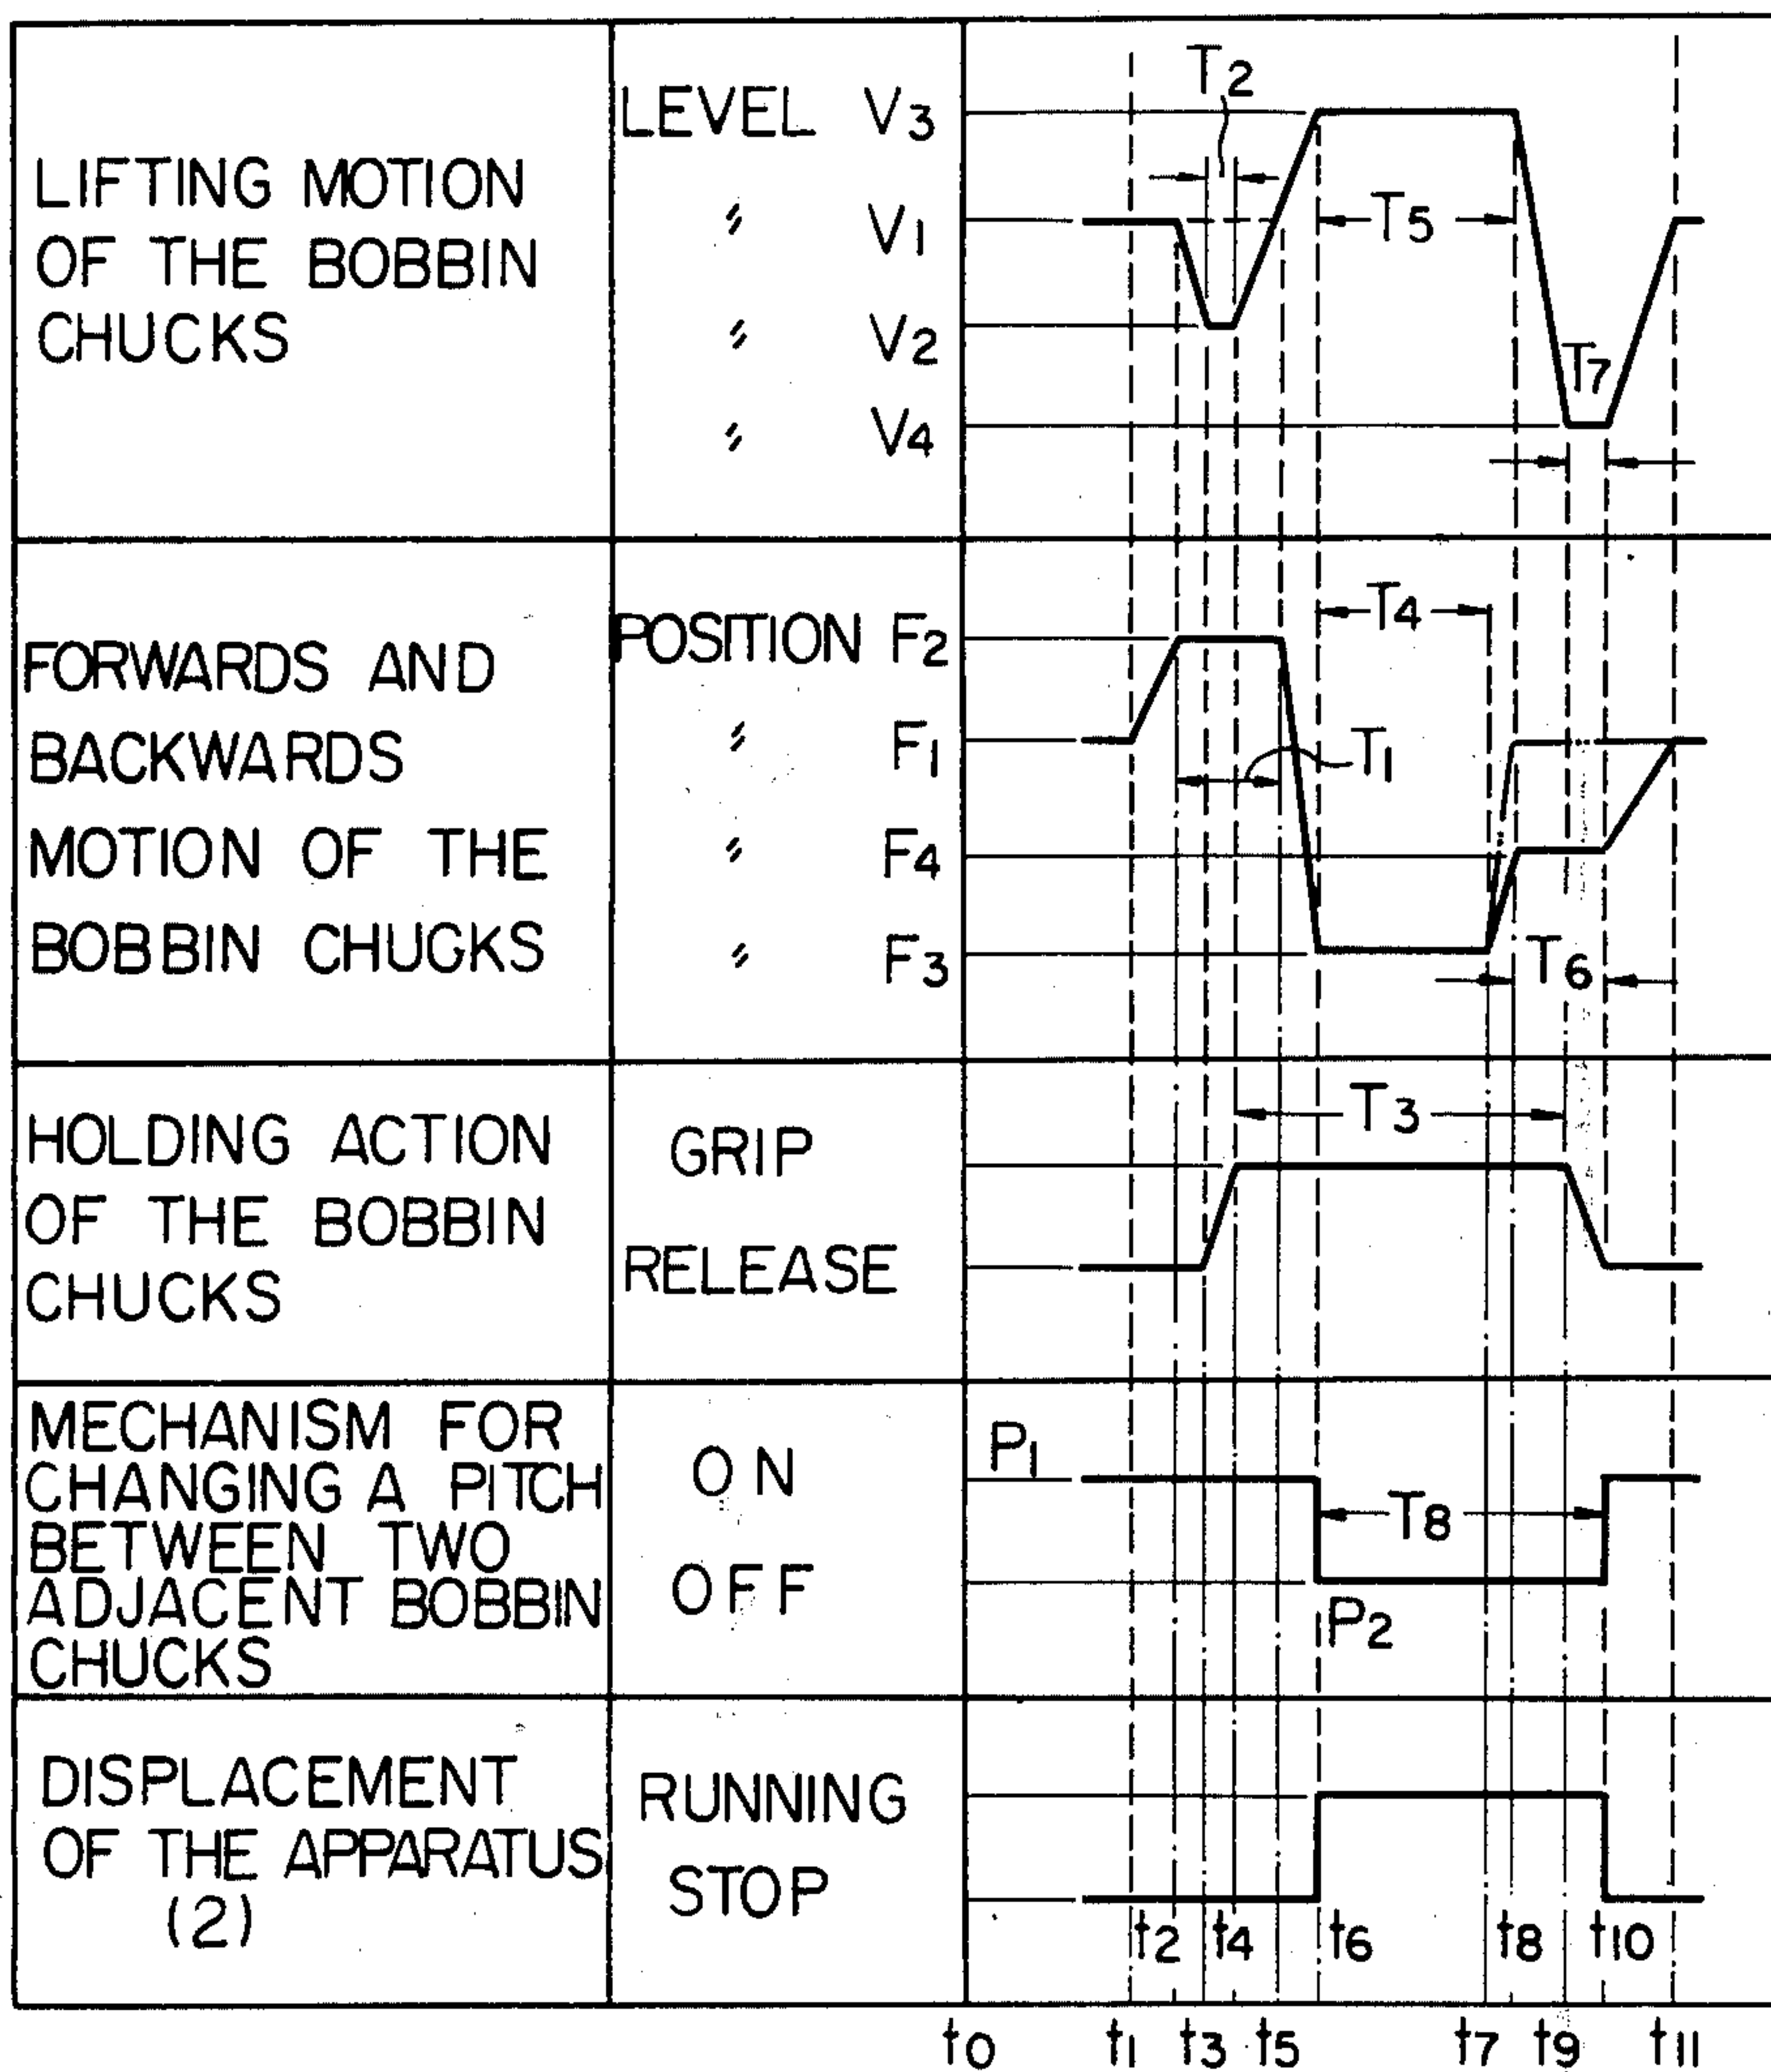 LIFTING MOTION
OF THE BOBBIN
CHUCKS
LEVEL V3
〃 V1
〃 V2
〃 V4
T2
T5
T7
FORWARDS AND
BACKWARDS
MOTION OF THE
BOBBIN CHUGKS
POSITION F2
〃 F1
〃 F4
〃 F3
T4
T1
T6
HOLDING ACTION
OF THE BOBBIN
CHUCKS
GRIP
RELEASE
T3
MECHANISM FOR
CHANGING A PITCH
BETWEEN TWO
ADJACENT BOBBIN
CHUCKS
ON
OFF
P1
T8
P2
DISPLACEMENT
OF THE APPARATUS
(2)
RUNNING
STOP
t2 t4 t6 t8 t10
t0 t1 t3 t5 t7 t9 t11